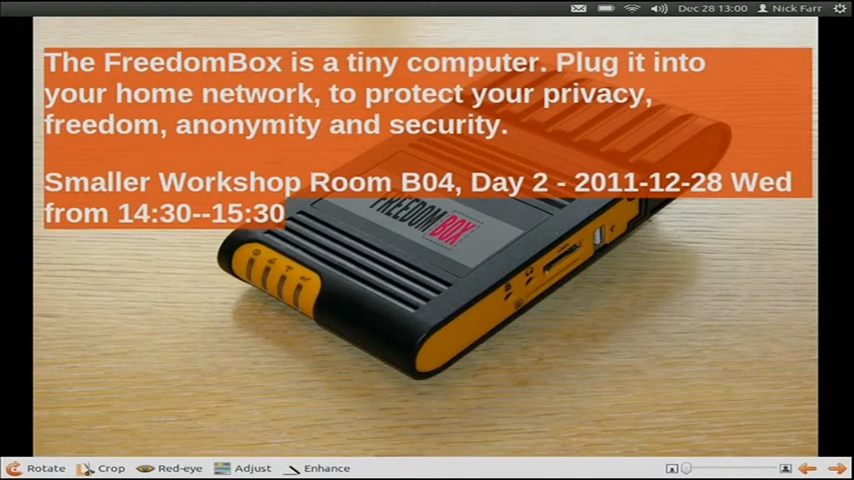 Dec 28 13:00 Nick Farr
The FreedomBox is a tiny computer. Plug it into
your home network, to protect your privacy,
freedom, anonymity and security.
Smaller Workshop Room B04, Day 2 - 2011-12-28 Wed
from 14:30--15:30
FREEDOMBOX
Rotate Crop Red-eye Adjust Enhance